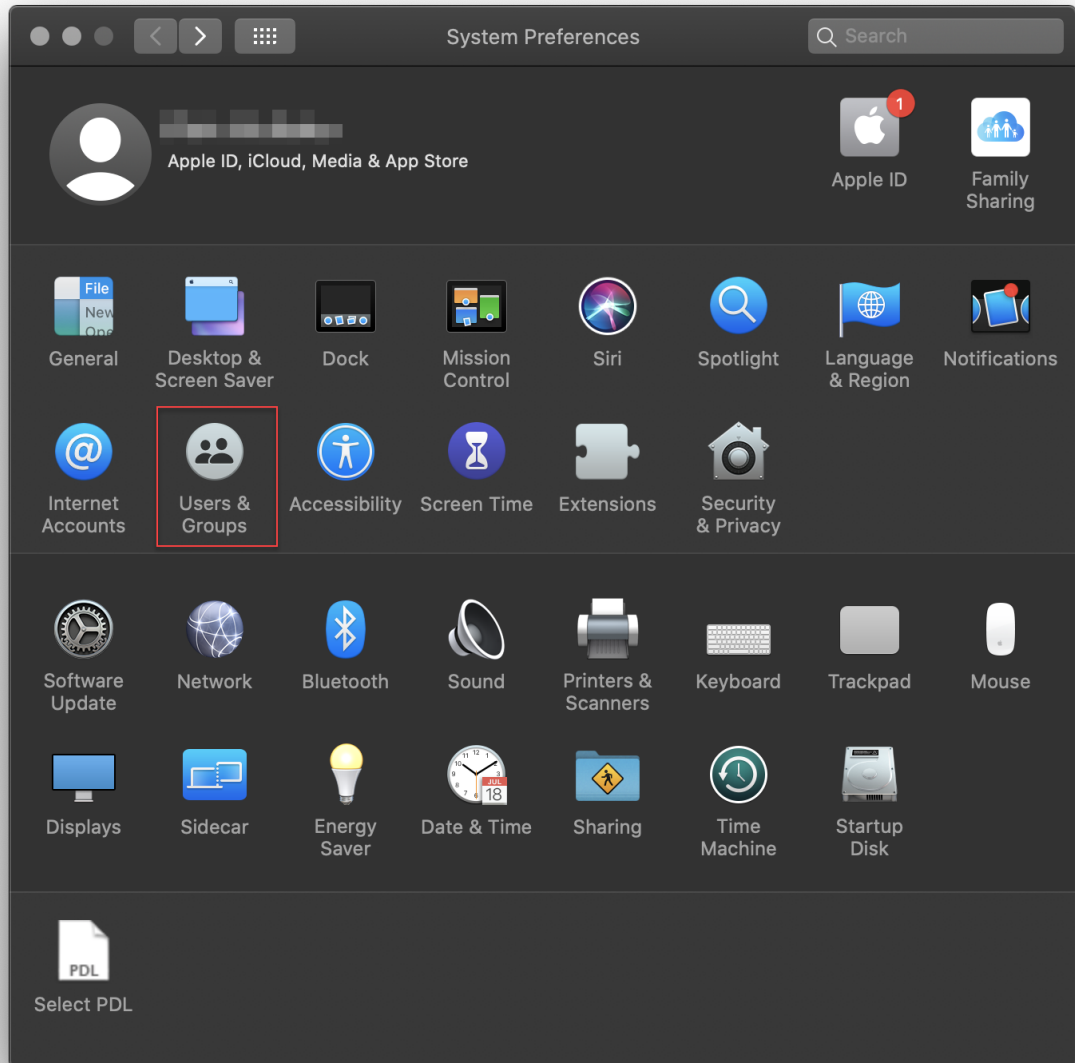 System Preferences
Search
Apple ID, iCloud, Media & App Store
1
Apple ID
Family
Sharing
File
New
General
Desktop &
Screen Saver
Dock
Mission
Control
Siri
Spotlight
Language
& Region
Notifications
@
Internet
Accounts
Users &
Groups
Accessibility
Screen Time
Extensions
Security
& Privacy
Software
Update
Network
Bluetooth
Sound
Printers &
Scanners
Keyboard
Trackpad
Mouse
Displays
Sidecar
Energy
Saver
JUL
18
Date & Time
Sharing
Time
Machine
Startup
Disk
PDL
Select PDL